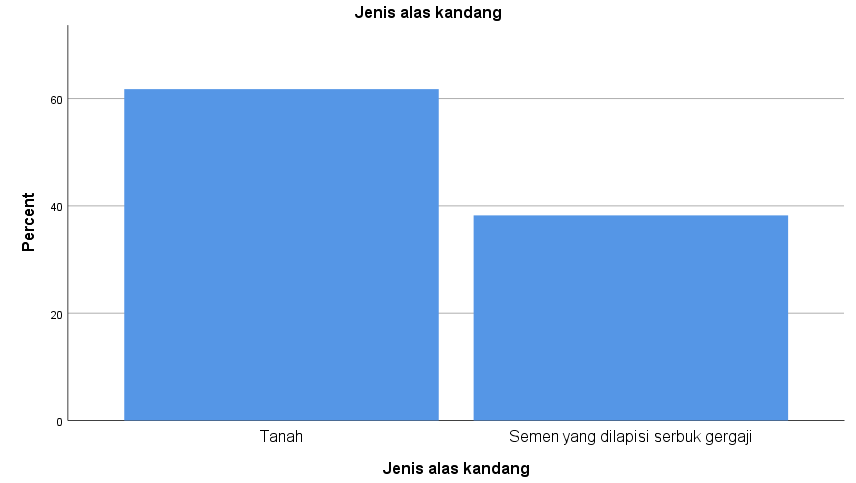 Jenis alas kandang
Percent
60
40
20
0
Tanah
Semen yang dilapisi serbuk gergaji
Jenis alas kandang